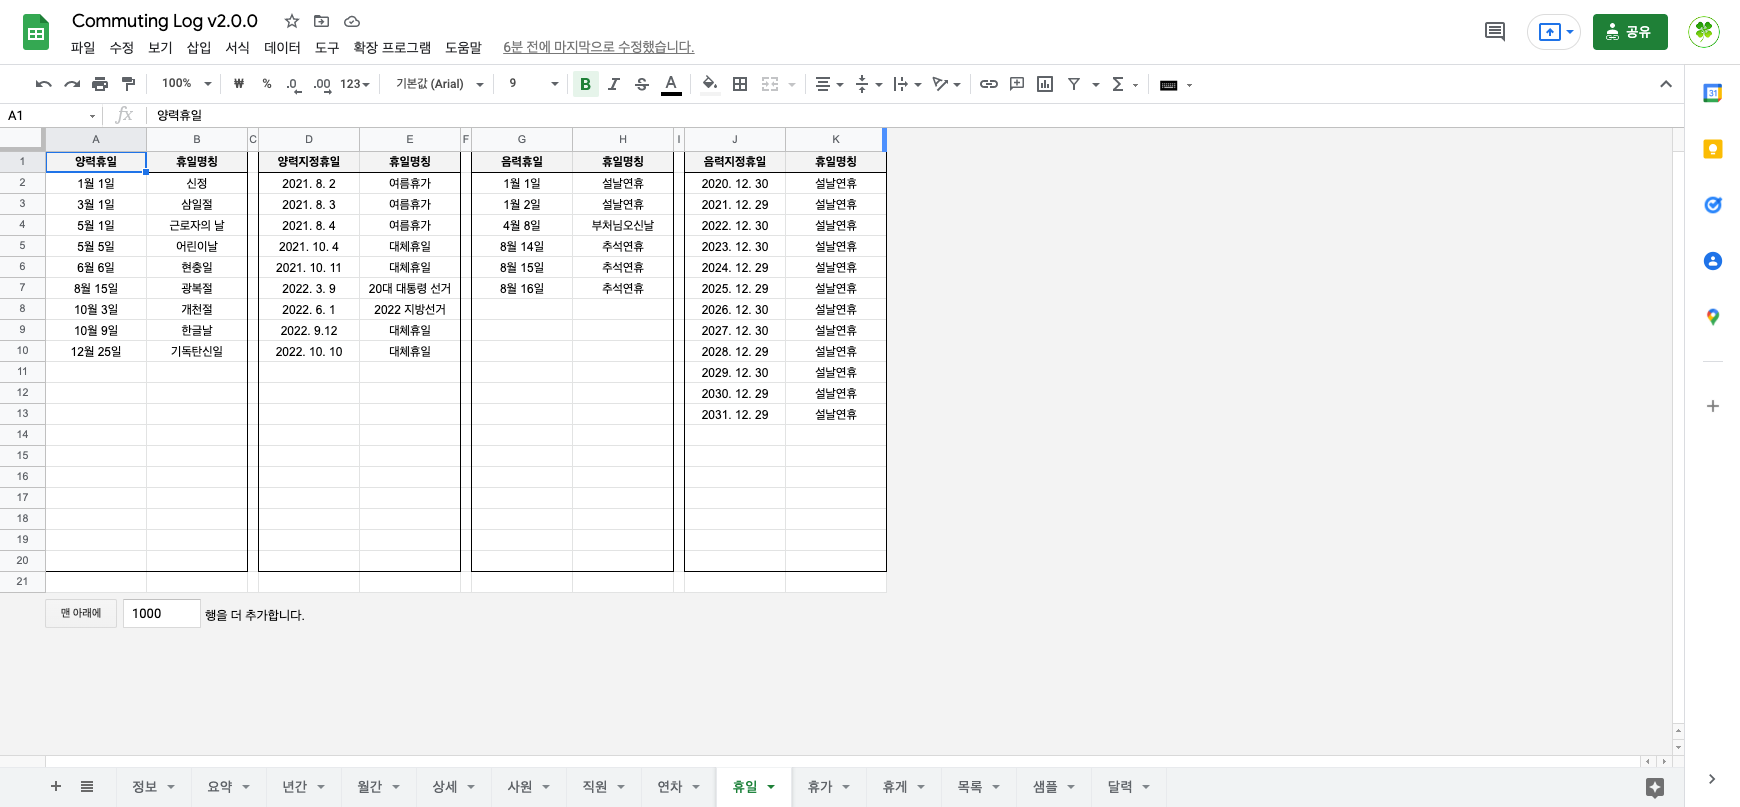 Commuting Log v2.0.0
파일 수정 보기 삽입 서식 데이터 도구 확장 프로그램 도움말 6분 전에 마지막으로 수정했습니다.
공유
100% ₩ % .0 .00 123 기본값 (Arial) 9 B I S A
A1 fx 양력휴일
A B C D E F G H I J K
1 양력휴일 휴일명칭 양력지정휴일 휴일명칭 음력휴일 휴일명칭 음력지정휴일 휴일명칭
2 1월 1일 신정 2021. 8. 2 여름휴가 1월 1일 설날연휴 2020. 12. 30 설날연휴
3 3월 1일 삼일절 2021. 8. 3 여름휴가 1월 2일 설날연휴 2021. 12. 29 설날연휴
4 5월 1일 근로자의 날 2021. 8. 4 여름휴가 4월 8일 부처님오신날 2022. 12. 30 설날연휴
5 5월 5일 어린이날 2021. 10. 4 대체휴일 8월 14일 추석연휴 2023. 12. 30 설날연휴
6 6월 6일 현충일 2021. 10. 11 대체휴일 8월 15일 추석연휴 2024. 12. 29 설날연휴
7 8월 15일 광복절 2022. 3. 9 20대 대통령 선거 8월 16일 추석연휴 2025. 12. 29 설날연휴
8 10월 3일 개천절 2022. 6. 1 2022 지방선거 2026. 12. 30 설날연휴
9 10월 9일 한글날 2022. 9.12 대체휴일 2027. 12. 30 설날연휴
10 12월 25일 기독탄신일 2022. 10. 10 대체휴일 2028. 12. 29 설날연휴
11 2029. 12. 30 설날연휴
12 2030. 12. 29 설날연휴
13 2031. 12. 29 설날연휴
14
15
16
17
18
19
20
21
맨 아래에 1000 행을 더 추가합니다.
정보 요약 년간 월간 상세 사원 직원 연차 휴일 휴가 휴게 목록 샘플 달력
31